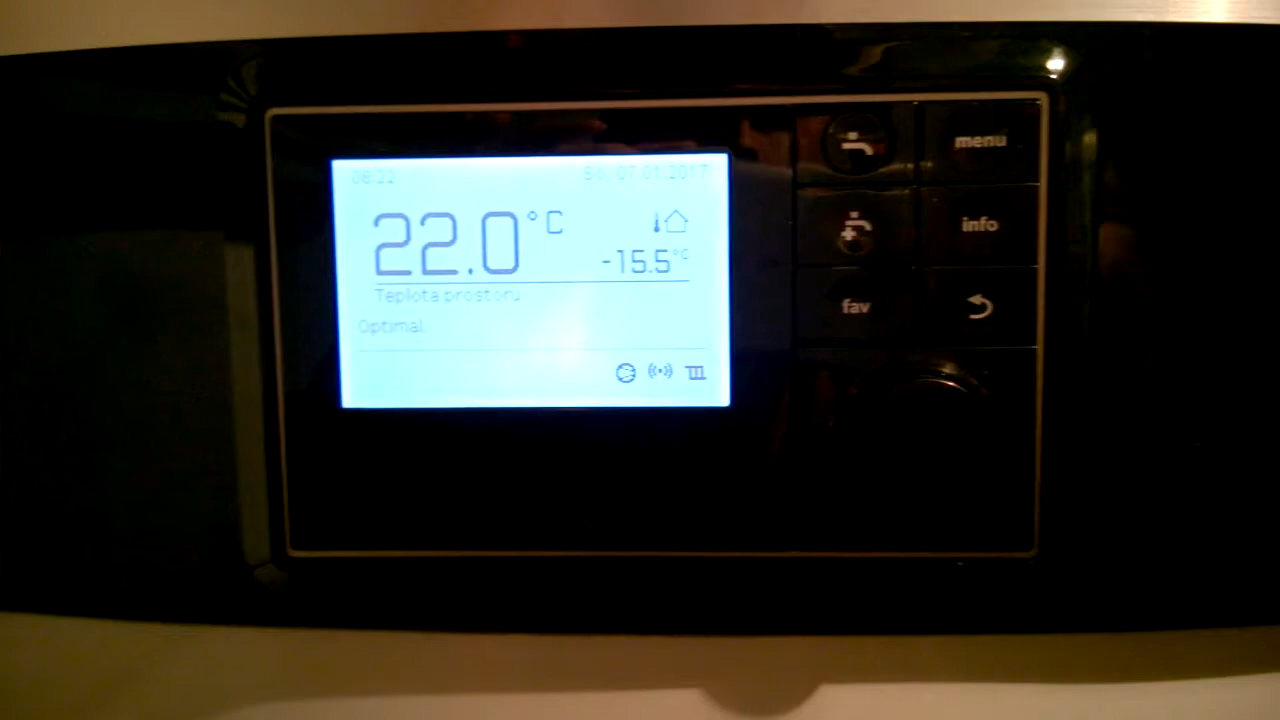 08:22 So, 07.01.2017
22.0 °C
-15.5 °C
Teplota prostoru
Optimal.
menu
info
fav